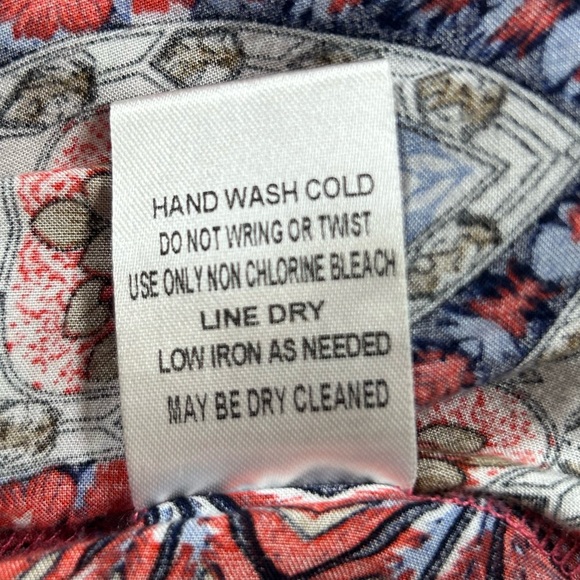 HAND WASH COLD
DO NOT WRING OR TWIST
USE ONLY NON CHLORINE BLEACH
LINE DRY
LOW IRON AS NEEDED
MAY BE DRY CLEANED